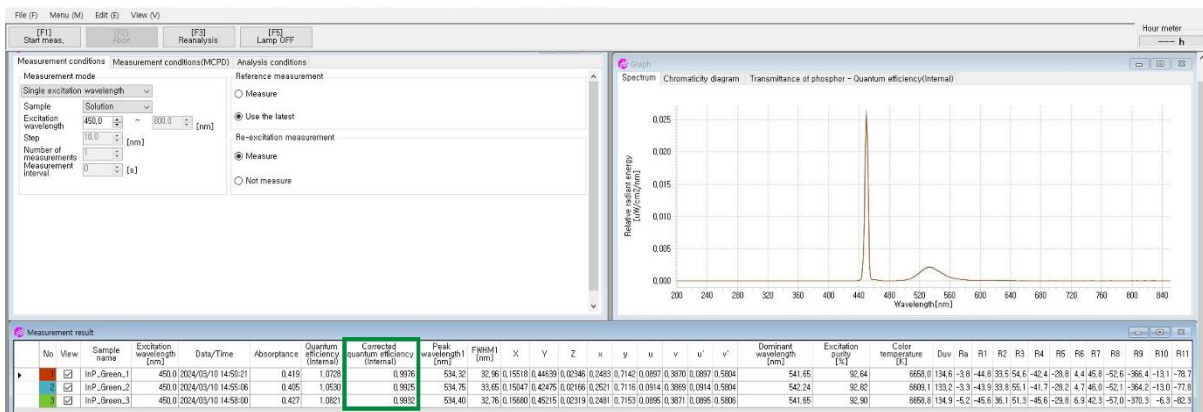 File (F) Menu (M) Edit (E) View (V)
[F1] [F2] [F3] [F5]
Start meas, Abort Reanalysis Lamp OFF
Hour meter
--- h
Measurement conditions Measurement conditions(MCPD) Analysis conditions
Measurement mode
Single excitation wavelength
Sample Solution
Excitation wavelength 450,0 ~ 800,0 [nm]
Step 10,0 [nm]
Number of measurements 1
Measurement interval 0 [s]
Reference measurement
Measure
Use the latest
Re-excitation measurement
Measure
Not measure
Graph
Spectrum Chromaticity diagram Transmittance of phosphor - Quantum efficiency(Internal)
Relative radiant energy
[uW/cm2/nm]
0,025
0,020
0,015
0,010
0,005
0,000
200 240 280 320 360 400 440 480 520 560 600 640 680 720 760 800 840
Wavelength[nm]
Measurement result
No View Sample name Excitation wavelength [nm] Data/Time Absorptance Quantum efficiency (Internal) Corrected quantum efficiency (Internal) Peak wavelength1 [nm] FWHM1 [nm] X Y Z x y u v u' v' Dominant wavelength [nm] Excitation purity [%] Color temperature [K] Duv Ra R1 R2 R3 R4 R5 R6 R7 R8 R9 R10 R11
1 InP_Green_1 450,0 2024/03/10 14:50:21 0,419 1,0728 0,9976 534,32 32,96 0,15518 0,44639 0,02346 0,2483 0,7142 0,0897 0,3870 0,0897 0,5804 541,65 92,64 6658,0 134,6 -3,8 -44,8 33,5 54,6 -42,4 -28,8 4,4 45,8 -52,6 -366,4 -13,1 -78,7
2 InP_Green_2 450,0 2024/03/10 14:55:06 0,405 1,0530 0,9925 534,75 33,65 0,15047 0,42475 0,02166 0,2521 0,7116 0,0914 0,3869 0,0914 0,5804 542,24 92,82 6609,1 133,2 -3,3 -43,9 33,8 55,1 -41,7 -28,2 4,7 46,0 -52,1 -364,2 -13,0 -77,8
3 InP_Green_3 450,0 2024/03/10 14:58:00 0,427 1,0821 0,9932 534,40 32,76 0,15680 0,45215 0,02319 0,2481 0,7153 0,0895 0,3871 0,0895 0,5806 541,65 92,90 6658,8 134,9 -5,2 -45,6 36,1 51,3 -45,6 -29,8 6,9 42,3 -57,0 -370,3 -6,3 -82,3